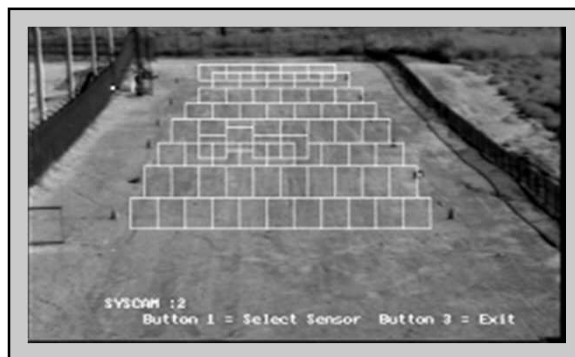 SYSCAM :2
Button 1 = Select Sensor Button 3 = Exit